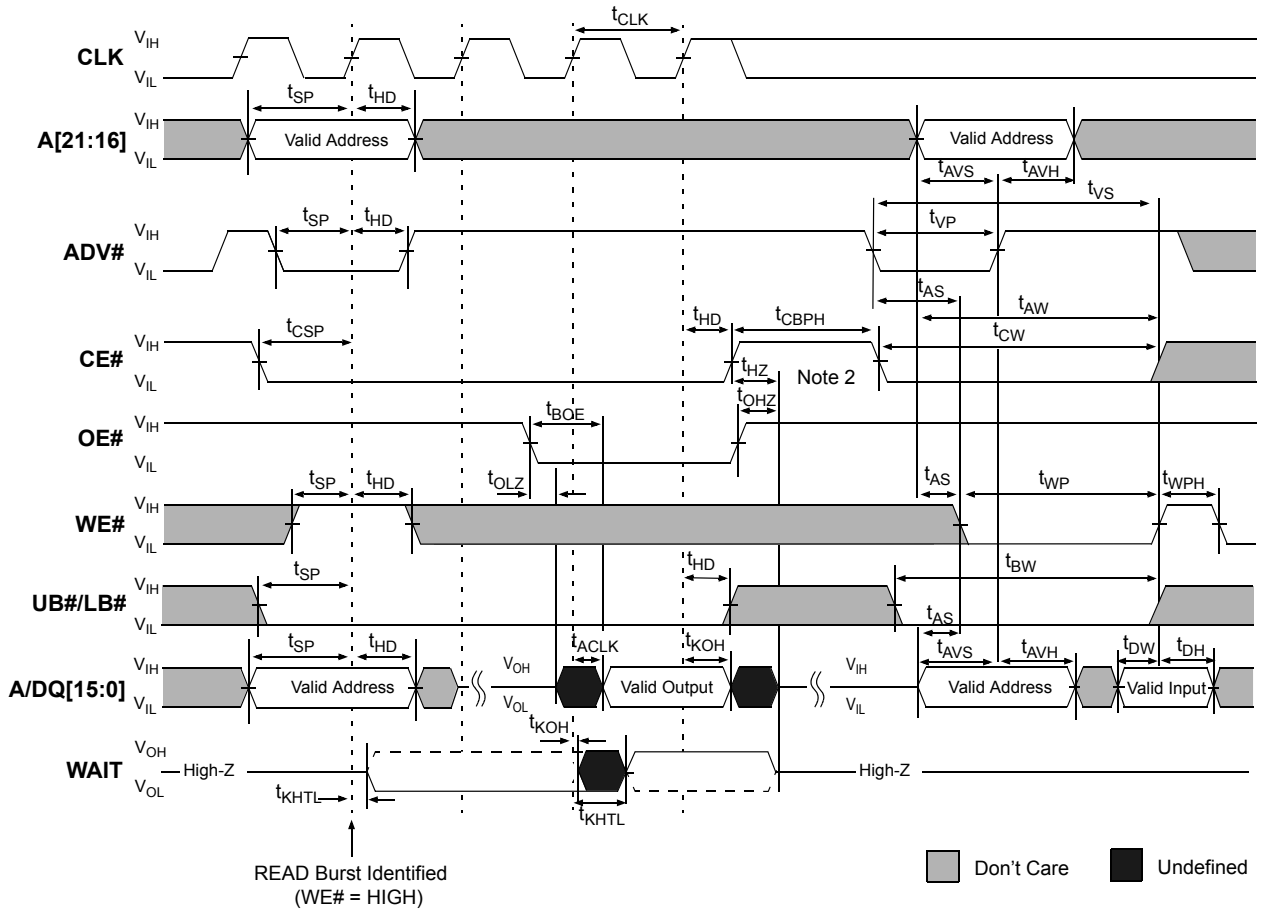 tCLK
CLK VIH
VIL
tSP tHD
A[21:16] VIH
VIL
Valid Address Valid Address
tAVS tAVH
tVS
tSP tHD tVP
ADV# VIH
VIL
tAS
tAW
tCSP tHD tCBPH tCW
CE# VIH
VIL
tHZ Note 2
tBOE tOHZ
OE# VIH
VIL
tOLZ
tSP tHD tAS tWP tWPH
WE# VIH
VIL
tSP tHD tBW
UB#/LB# VIH
VIL
tAS
tSP tHD tACLK tKOH tAVS tAVH tDW tDH
A/DQ[15:0] VIH VOH VIH
VIL VOL VIL
Valid Address Valid Output Valid Address Valid Input
tKOH
WAIT VOH
VOL
High-Z High-Z
tKHTL tKHTL
READ Burst Identified
(WE# = HIGH)
Don't Care Undefined